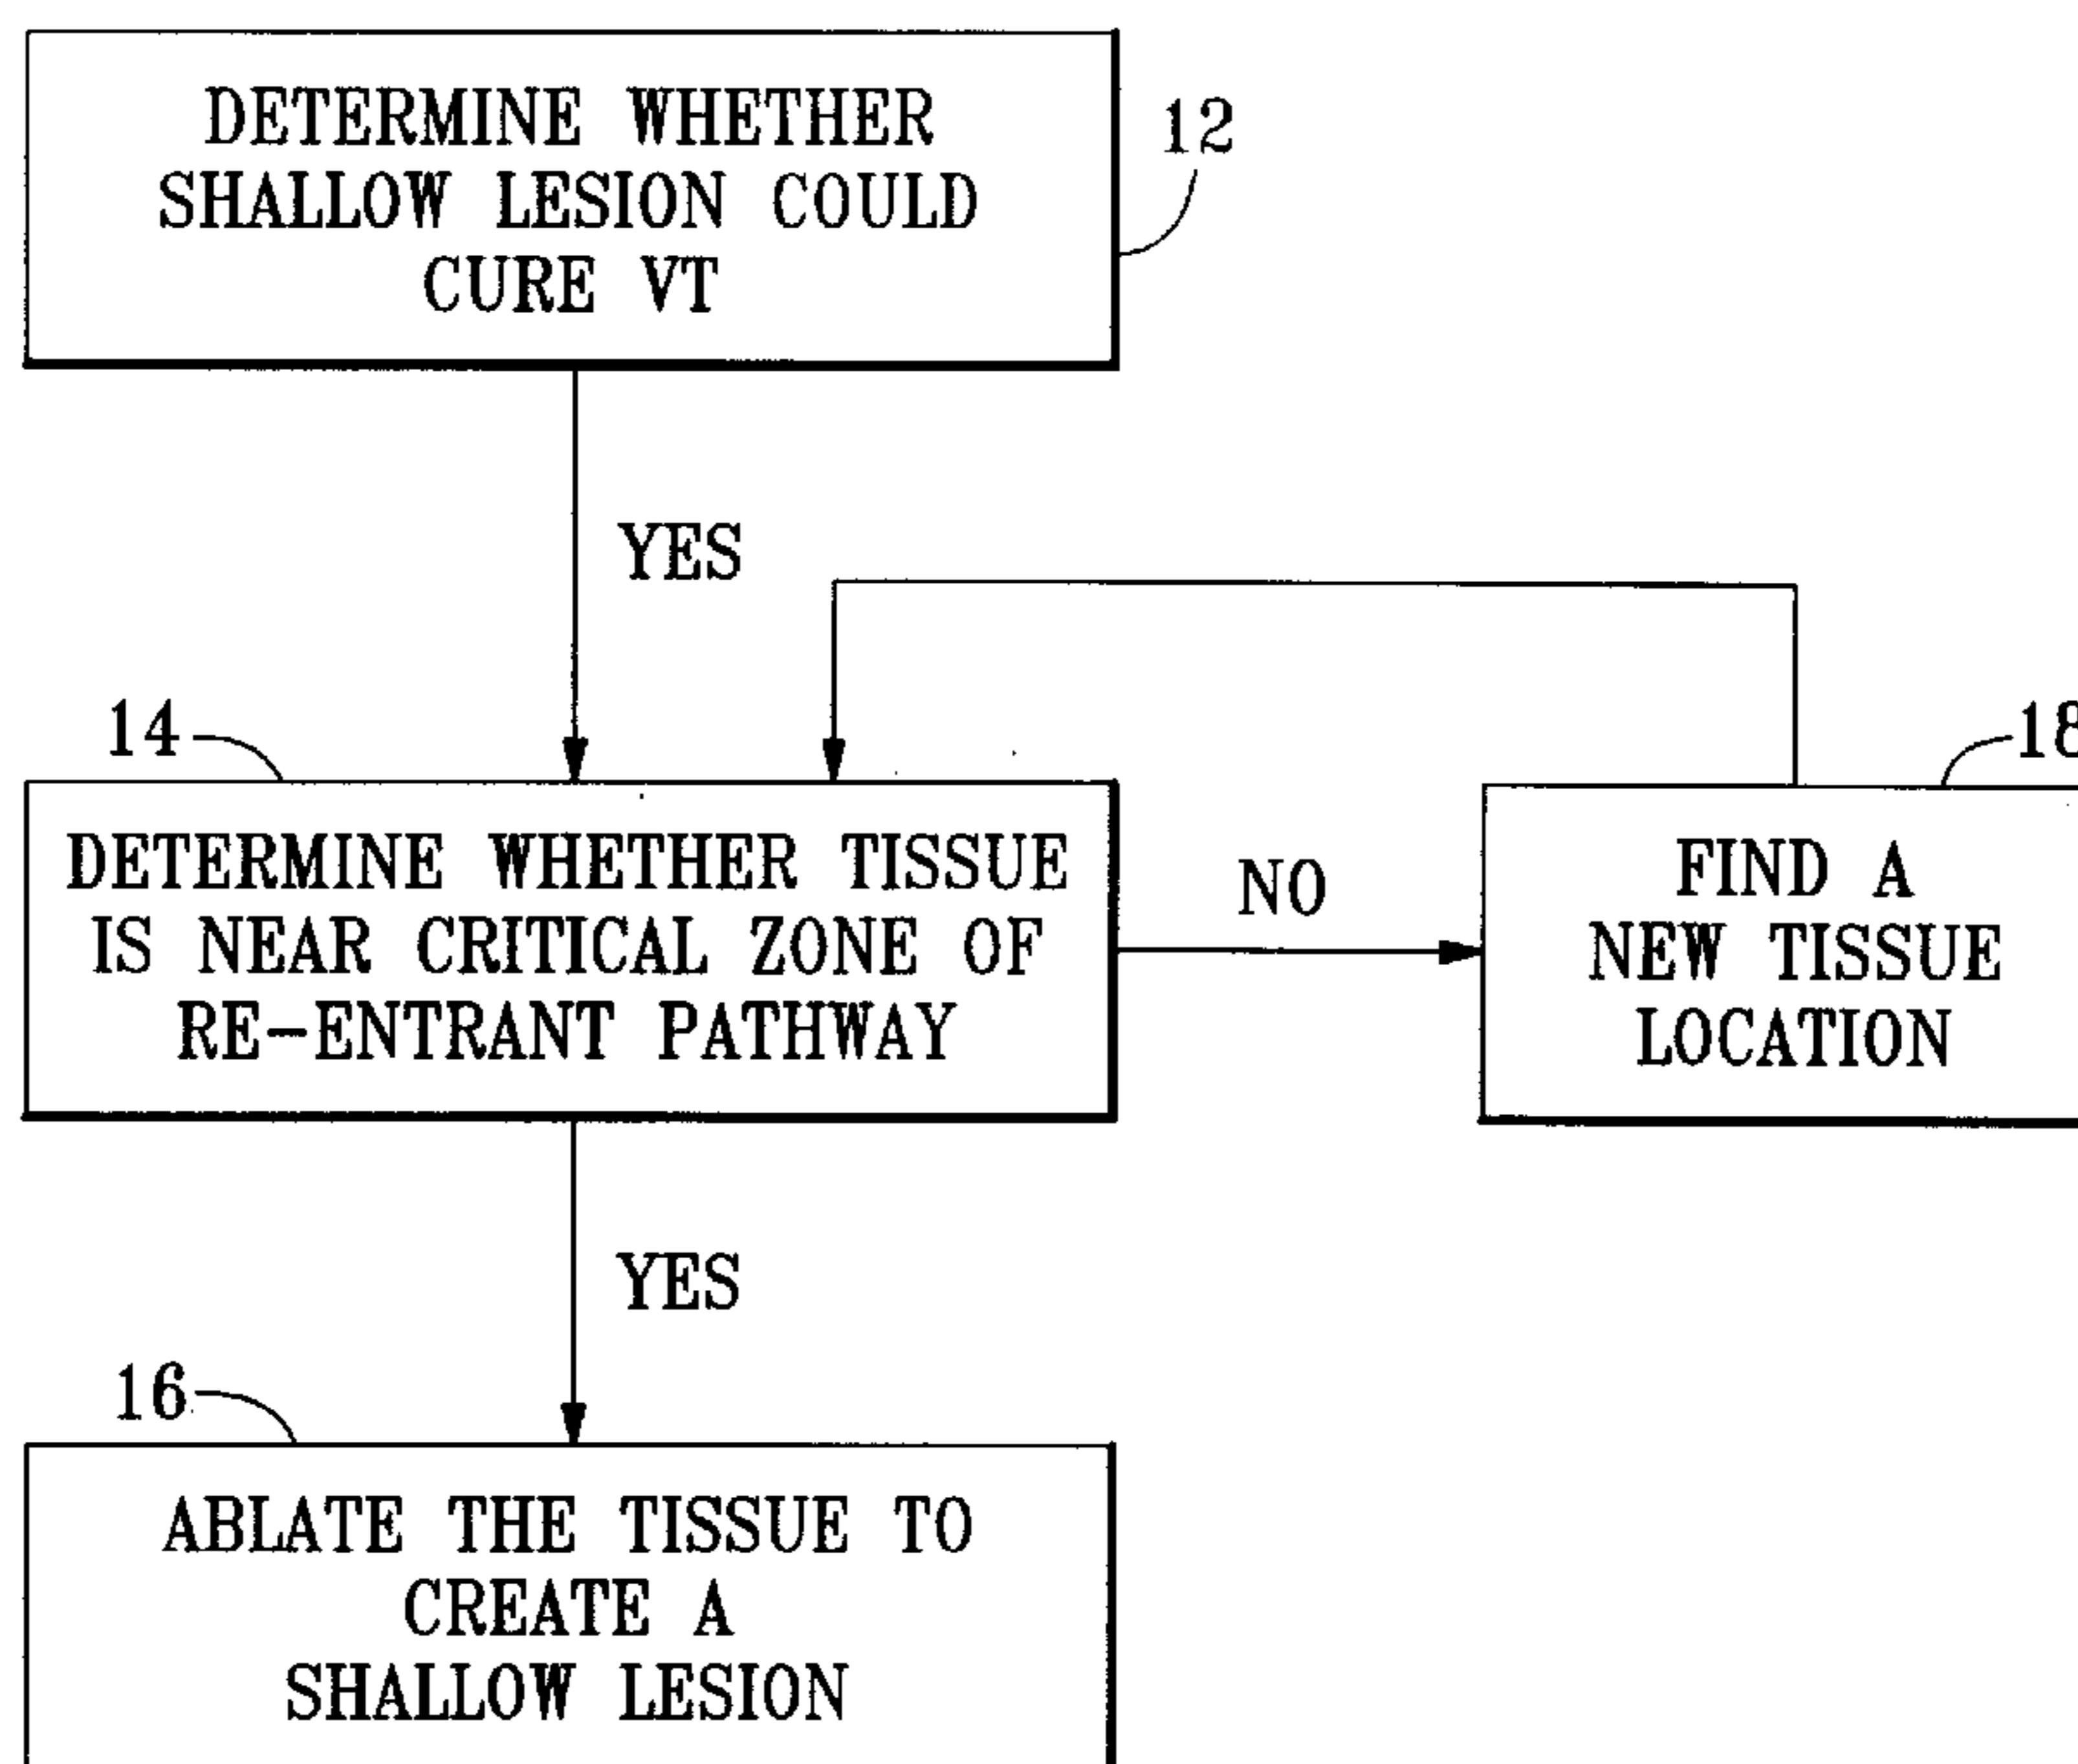 DETERMINE WHETHER
SHALLOW LESION COULD
CURE VT
12
YES
14
DETERMINE WHETHER TISSUE
IS NEAR CRITICAL ZONE OF
RE-ENTRANT PATHWAY
NO
18
FIND A
NEW TISSUE
LOCATION
YES
16
ABLATE THE TISSUE TO
CREATE A
SHALLOW LESION